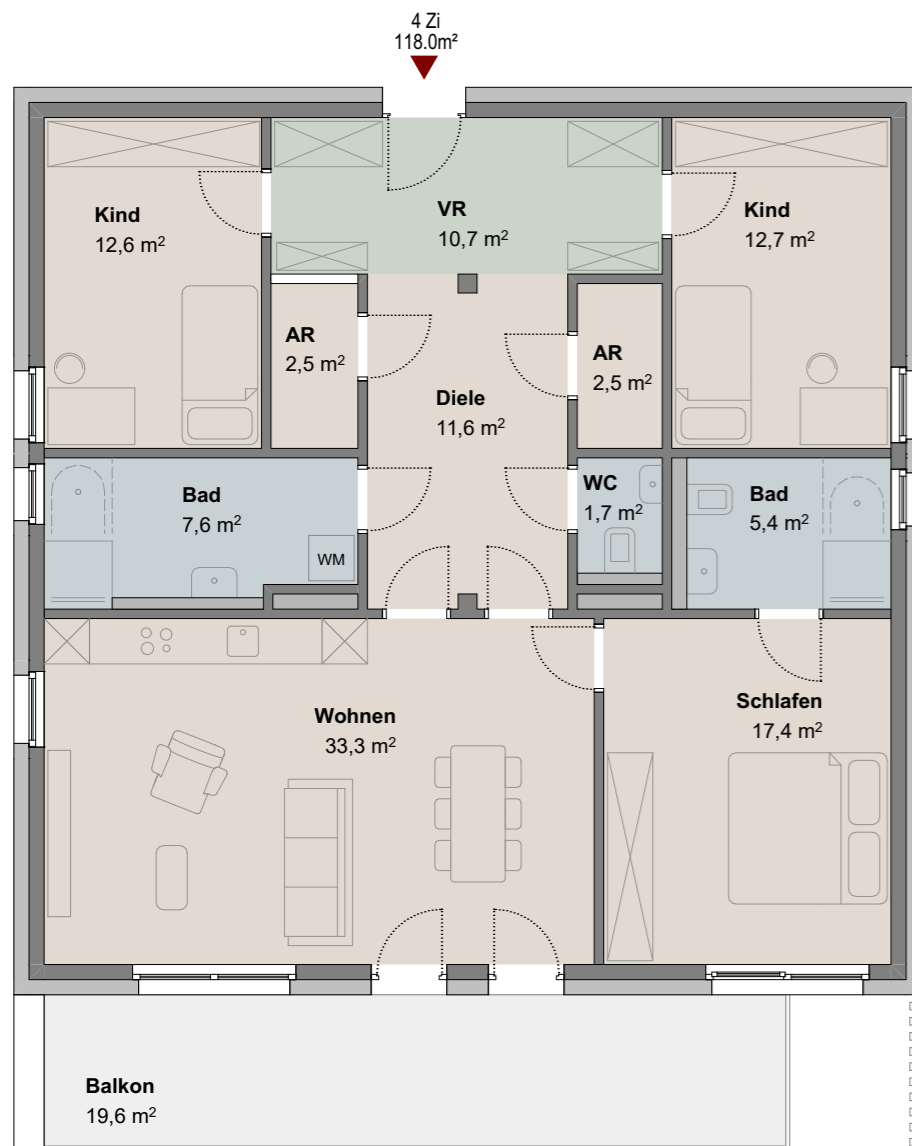 4 Zi
118.0m²
Kind
12,6 m²
VR
10,7 m²
Kind
12,7 m²
AR
2,5 m²
AR
2,5 m²
Diele
11,6 m²
Bad
7,6 m²
WM
WC
1,7 m²
Bad
5,4 m²
Wohnen
33,3 m²
Schlafen
17,4 m²
Balkon
19,6 m²